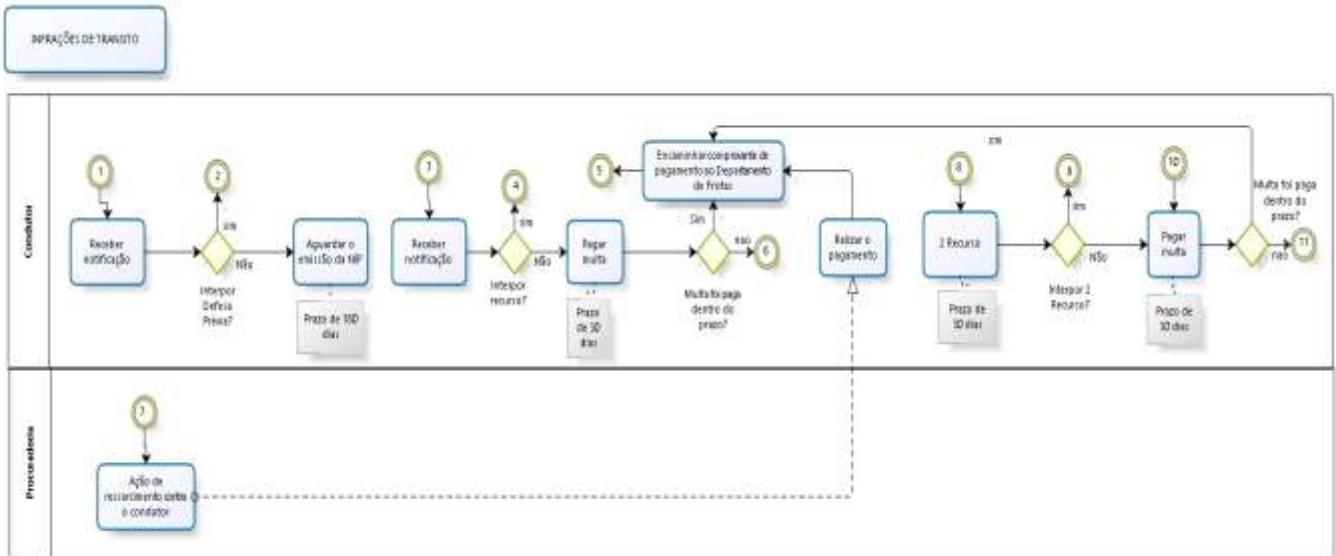 INFRAÇÕES DE TRANSITO
Condutor
1
Receber
notificação
2
sim
Não
Interpor
Defesa
Prévia?
Aguardar o
emissão da NIP
Prazo de 180
dias
3
Receber
notificação
4
sim
Não
Interpor
recurso?
Pagar
multa
Prazo
de 30
dias
5
Encaminhar comprovante de
pagamento ao Departamento
de Frotas
Sim
nao
6
Multa foi paga
dentro do
prazo?
Relizar o
pagamento
8
2 Recurso
Prazo de
30 dias
sim
Não
Interpor 2
Recurso?
10
Pagar
multa
Prazo de
30 dias
sim
Multa foi paga
dentro do
prazo?
nao
11
Procuradoria
7
Ação de
ressarcimento contra
o condutor